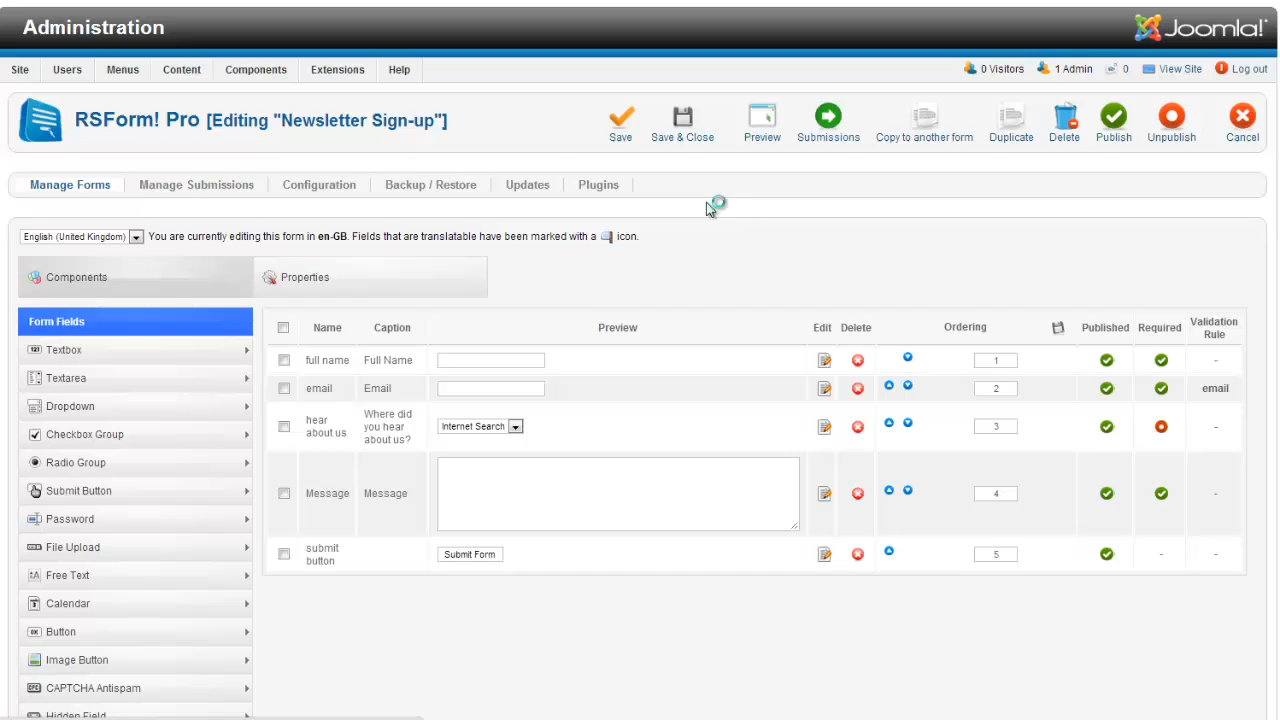 Administration
Joomla!
Site Users Menus Content Components Extensions Help
0 Visitors 1 Admin 0 View Site Log out
RSForm! Pro [Editing "Newsletter Sign-up"]
Save Save & Close Preview Submissions Copy to another form Duplicate Delete Publish Unpublish Cancel
Manage Forms Manage Submissions Configuration Backup / Restore Updates Plugins
English (United Kingdom) You are currently editing this form in en-GB. Fields that are translatable have been marked with a icon.
Components Properties
Form Fields
Textbox
Textarea
Dropdown
Checkbox Group
Radio Group
Submit Button
Password
File Upload
Free Text
Calendar
Button
Image Button
CAPTCHA Antispam
Hidden Field
Name Caption Preview Edit Delete Ordering Published Required Validation
Rule
full name Full Name 1 -
email Email 2 email
hear
about us
Where did
you hear
about us?
Internet Search 3 -
Message Message 4 -
submit
button
Submit Form 5 - -